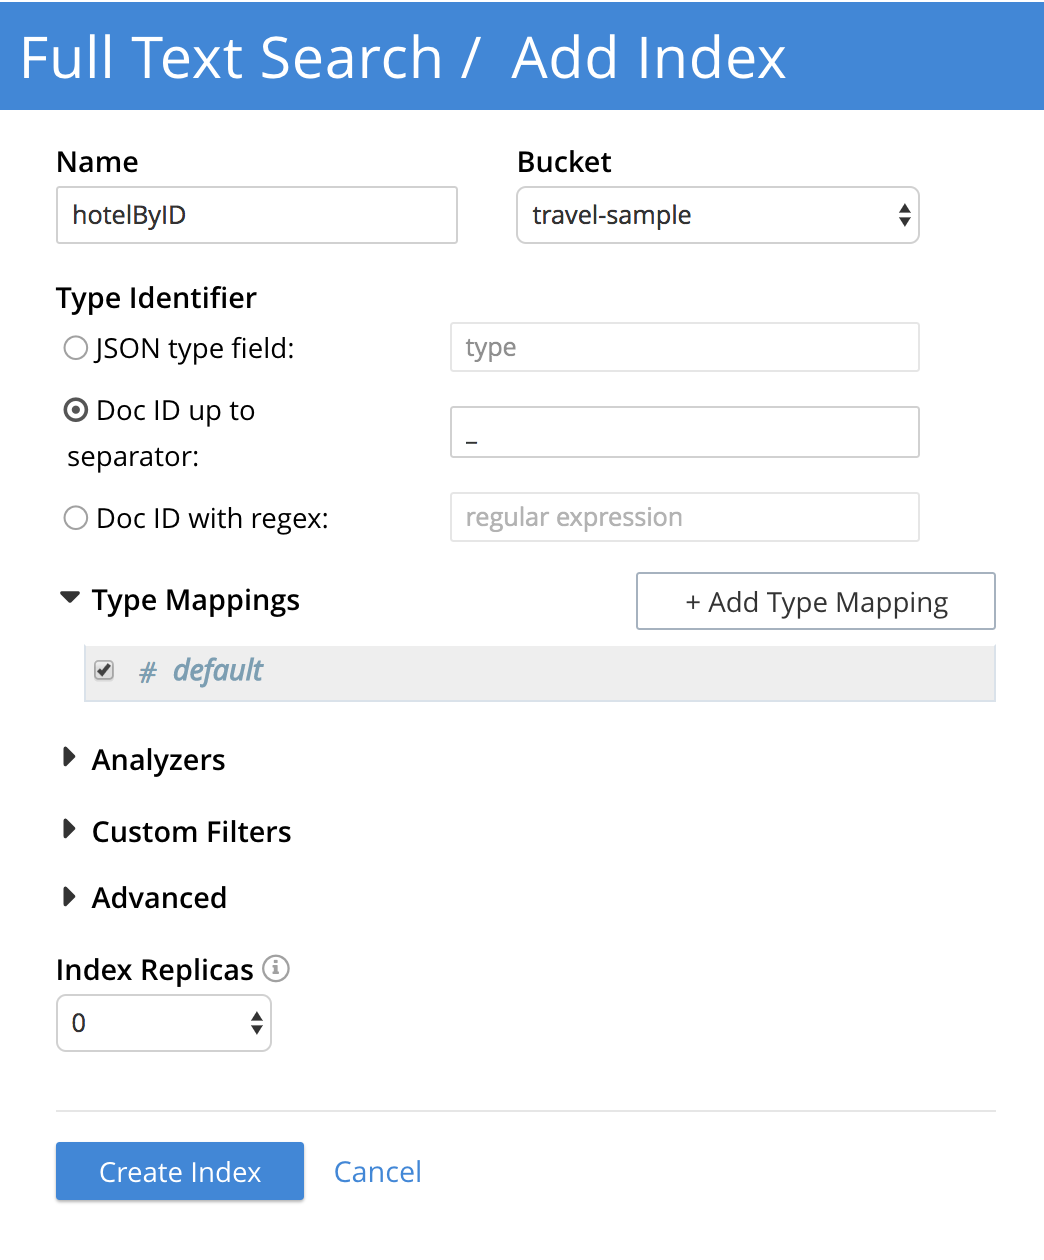 Full Text Search / Add Index
Name
Bucket
hotelByID
travel-sample
Type Identifier
JSON type field:
type
Doc ID up to
separator:
_
Doc ID with regex:
regular expression
Type Mappings
+ Add Type Mapping
# default
Analyzers
Custom Filters
Advanced
Index Replicas
0
Create Index
Cancel